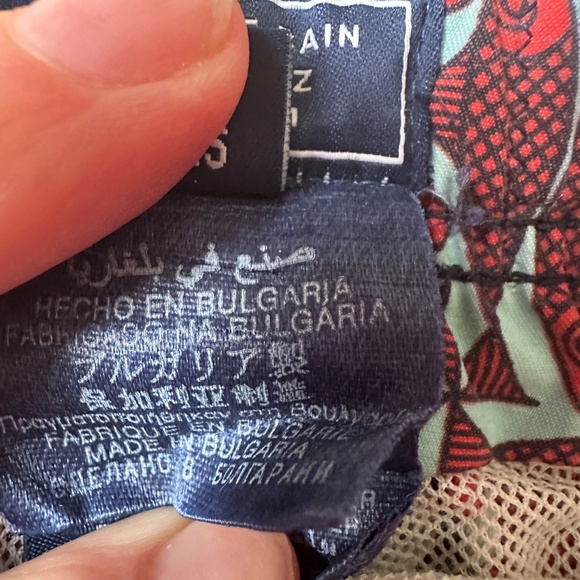 AIN
Z
صنع في بلغاريا
HECHO EN BULGARIA
FABRICADO NA BULGARIA
ブルガリア製
保加利亚制造
Πραγματοποιήθηκαν στη Βουλγαρία
FABRIQUE EN BULGARIE
MADE IN BULGARIA
СДЕЛАНО В БОЛГАРИИ